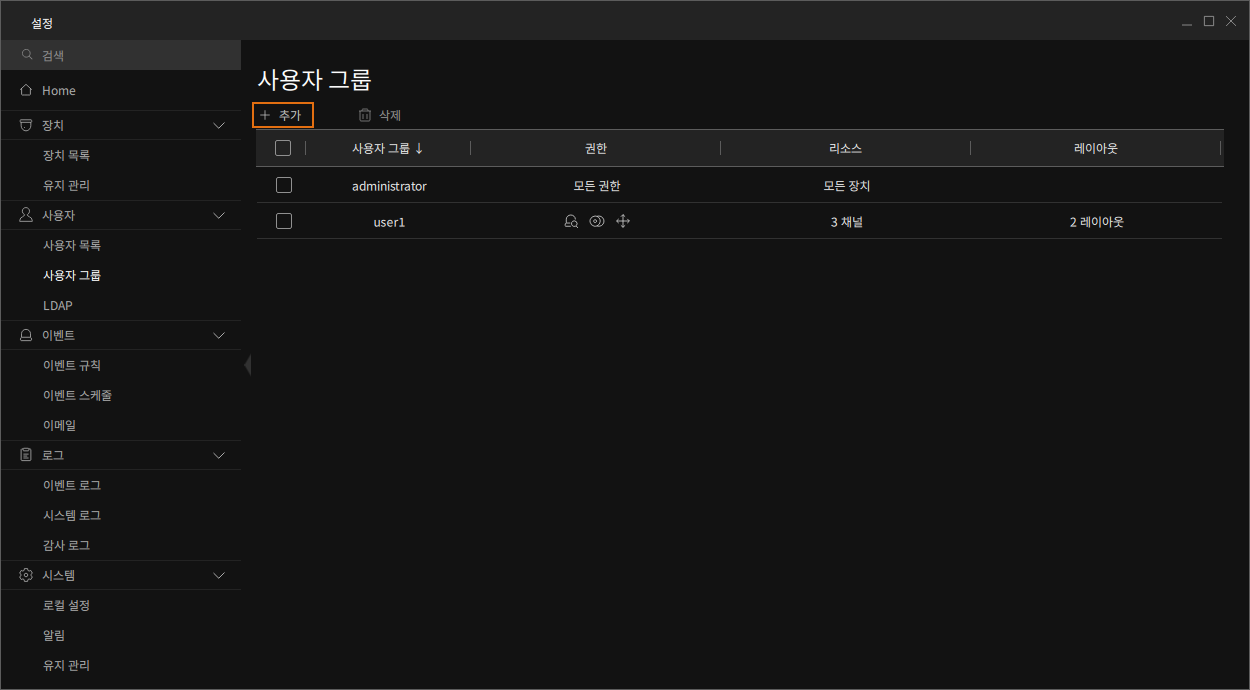 설정
검색
Home
장치
장치 목록
유지 관리
사용자
사용자 목록
사용자 그룹
LDAP
이벤트
이벤트 규칙
이벤트 스케줄
이메일
로그
이벤트 로그
시스템 로그
감사 로그
시스템
로컬 설정
알림
유지 관리
사용자 그룹
추가 삭제
사용자 그룹 ↓ 권한 리소스 레이아웃
administrator 모든 권한 모든 장치
user1 3 채널 2 레이아웃